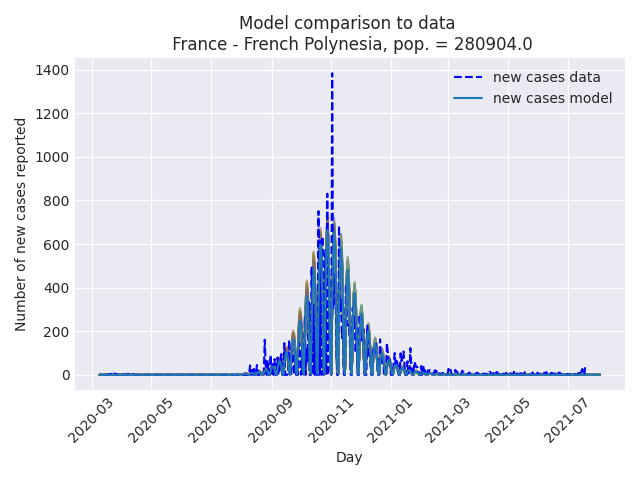 Model comparison to data
France - French Polynesia, pop. = 280904.0
new cases data
new cases model
Number of new cases reported
1400
1200
1000
800
600
400
200
0
2020-03
2020-05
2020-07
2020-09
2020-11
2021-01
2021-03
2021-05
2021-07
Day